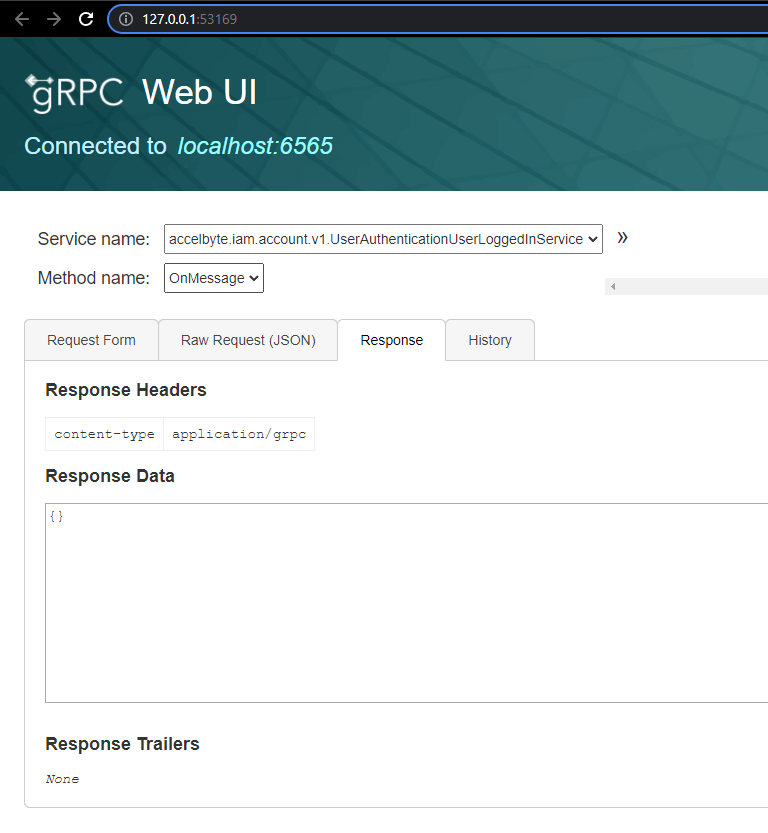 127.0.0.1:53169
gRPC Web UI
Connected to localhost:6565
Service name: accelbyte.iam.account.v1.UserAuthenticationUserLoggedInService »
Method name: OnMessage
Request Form Raw Request (JSON) Response History
Response Headers
content-type application/grpc
Response Data
{}
Response Trailers
None